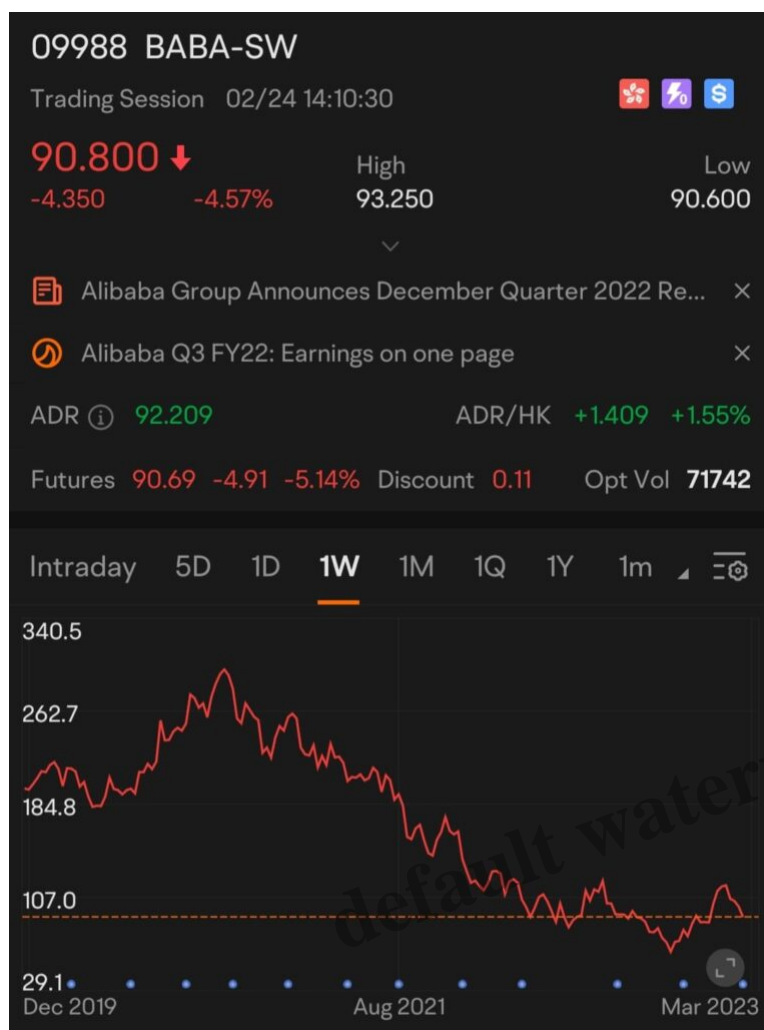 09988 BABA-SW
Trading Session 02/24 14:10:30
90.800 High Low
-4.350 -4.57% 93.250 90.600
Alibaba Group Announces December Quarter 2022 Re...
Alibaba Q3 FY22: Earnings on one page
ADR 92.209 ADR/HK +1.409 +1.55%
Futures 90.69 -4.91 -5.14% Discount 0.11 Opt Vol 71742
Intraday 5D 1D 1W 1M 1Q 1Y 1m
340.5
262.7
184.8
107.0
29.1
Dec 2019 Aug 2021 Mar 2023
default water